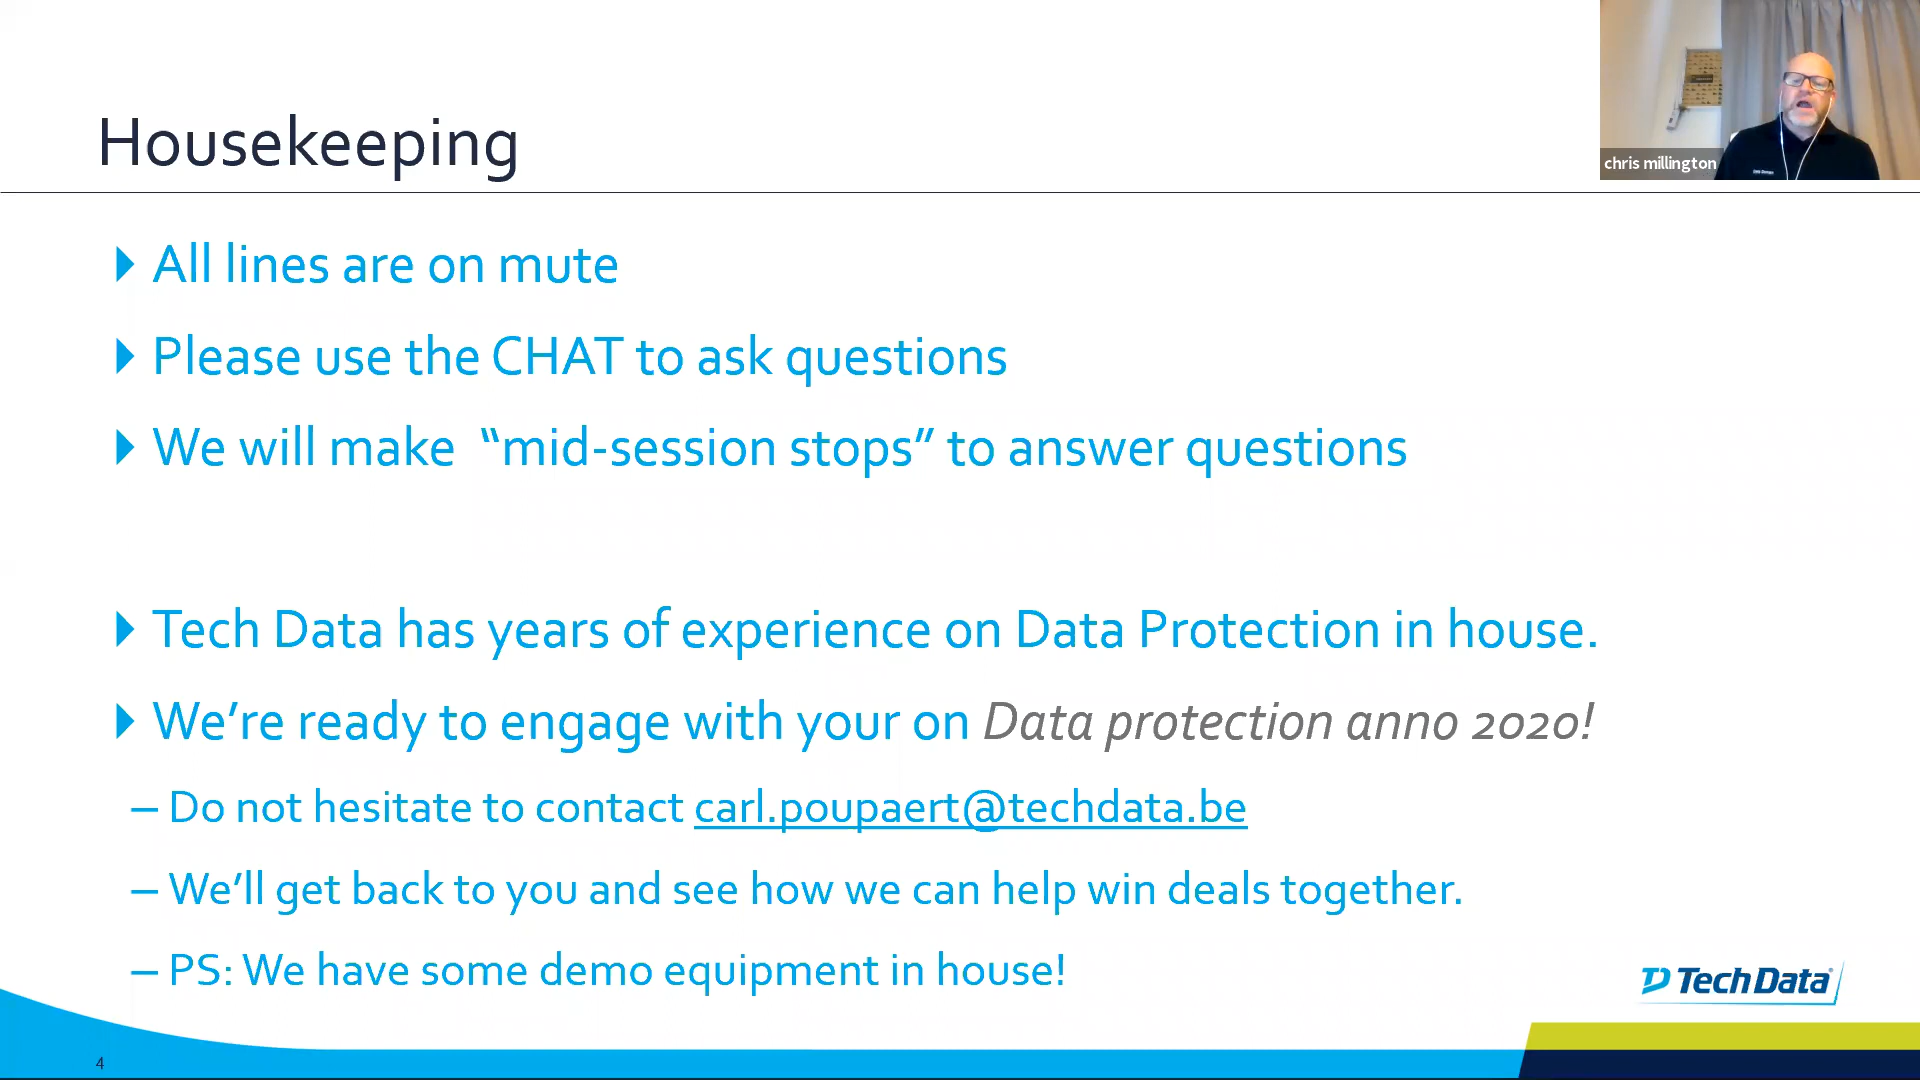 Housekeeping
chris millington
All lines are on mute
Please use the CHAT to ask questions
We will make “mid-session stops” to answer questions
Tech Data has years of experience on Data Protection in house.
We’re ready to engage with your on Data protection anno 2020!
– Do not hesitate to contact carl.poupaert@techdata.be
– We’ll get back to you and see how we can help win deals together.
– PS: We have some demo equipment in house!
Tech Data
4